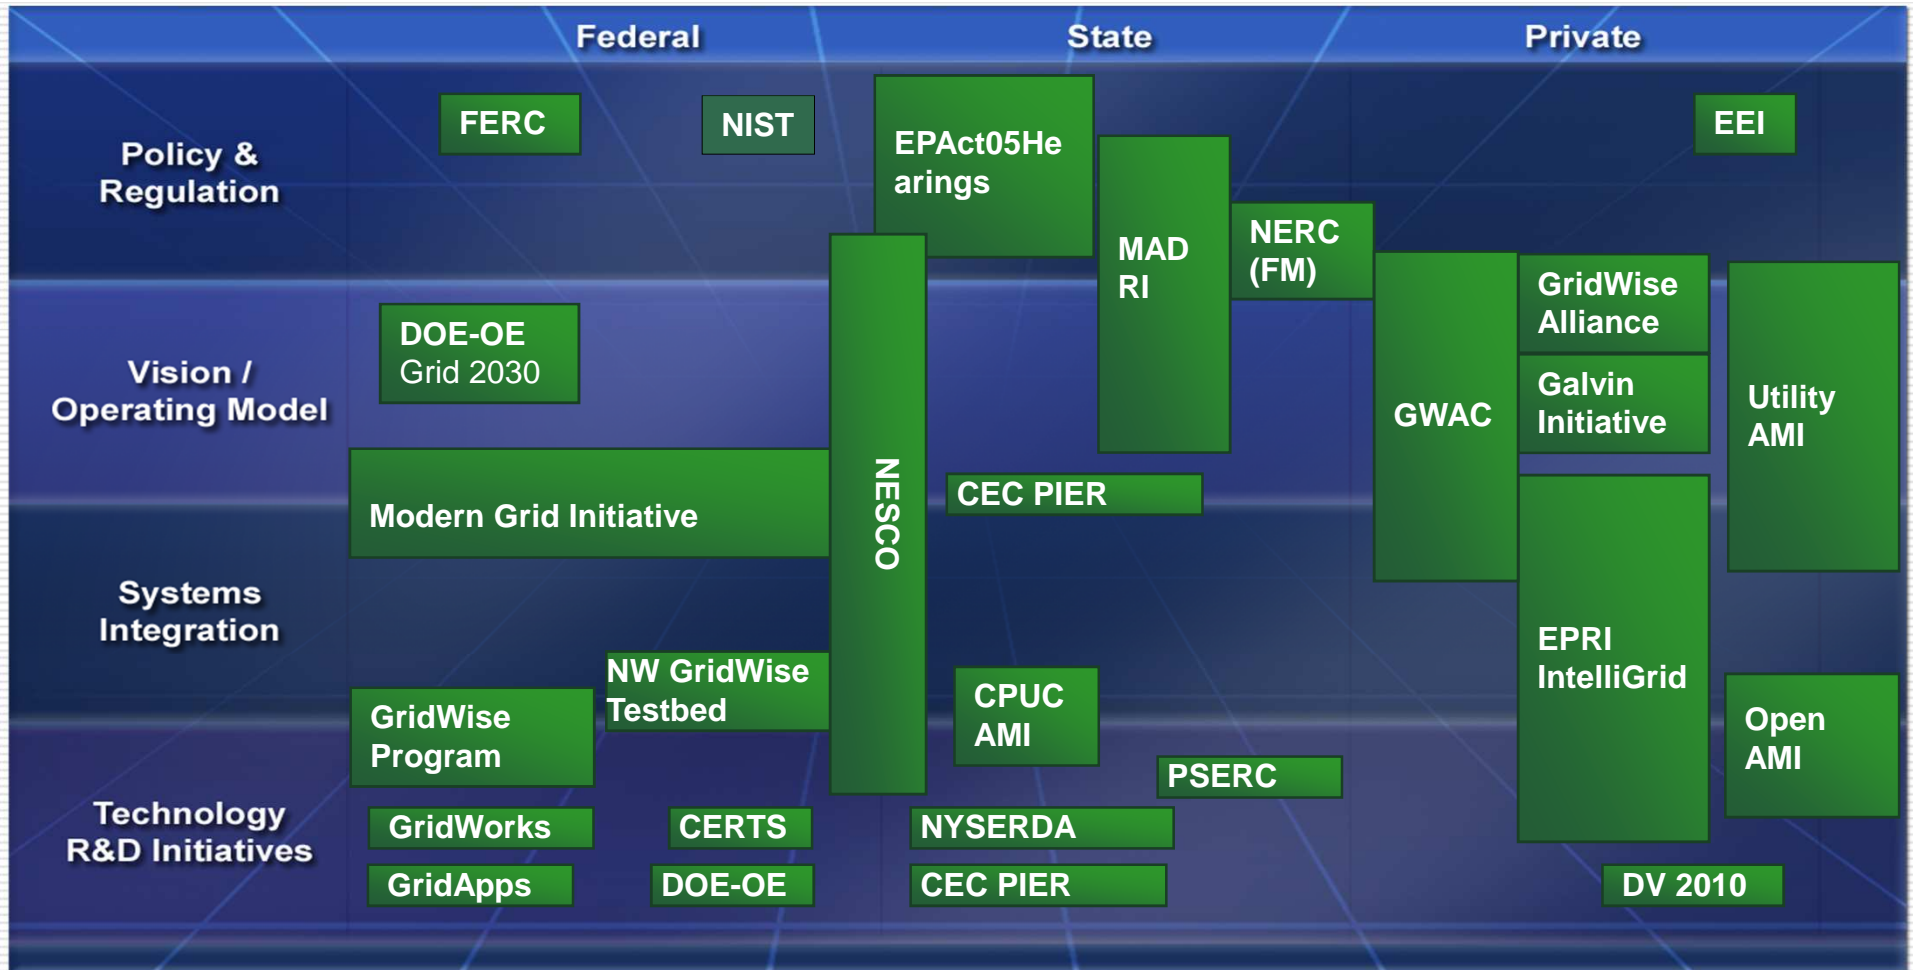 Federal
State
Private
Policy &
Regulation
FERC
NIST
EPAct05He
arings
MAD
RI
NERC
(FM)
EEI
Vision /
Operating Model
DOE-OE
Grid 2030
GWAC
GridWise
Alliance
Galvin
Initiative
Utility
AMI
Modern Grid Initiative
NESCO
CEC PIER
Systems
Integration
NW GridWise
Testbed
CPUC
AMI
EPRI
IntelliGrid
Open
AMI
GridWise
Program
PSERC
Technology
R&D Initiatives
GridWorks
CERTS
NYSERDA
GridApps
DOE-OE
CEC PIER
DV 2010